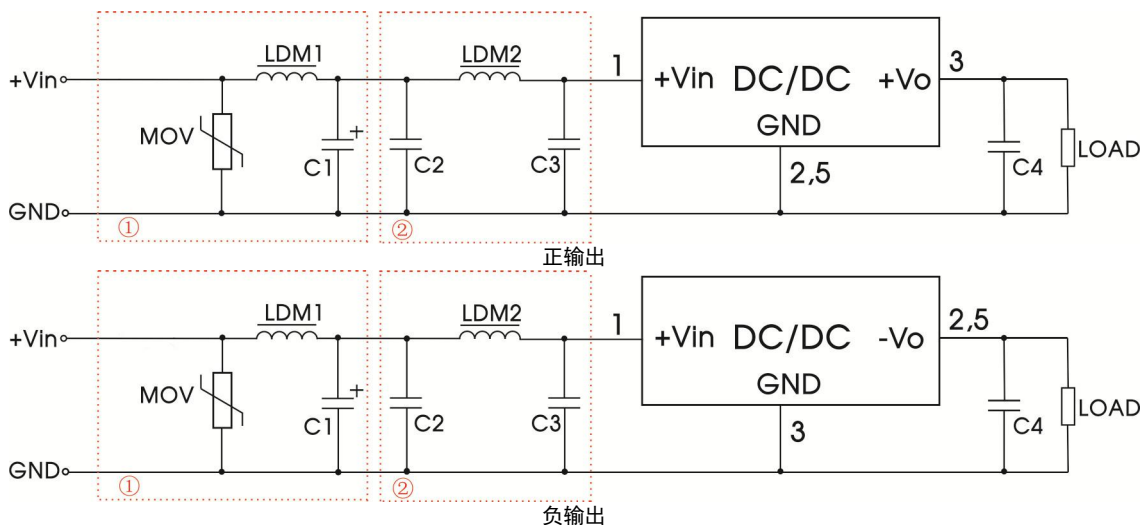 LDM1 LDM2
+Vin MOV C1 + C2 C3 1 +Vin DC/DC +Vo 3
GND
2,5
C4 LOAD
GND ① ②
正输出
LDM1 LDM2
+Vin MOV C1 + C2 C3 1 +Vin DC/DC -Vo 2,5
GND
3
C4 LOAD
GND ① ②
负输出